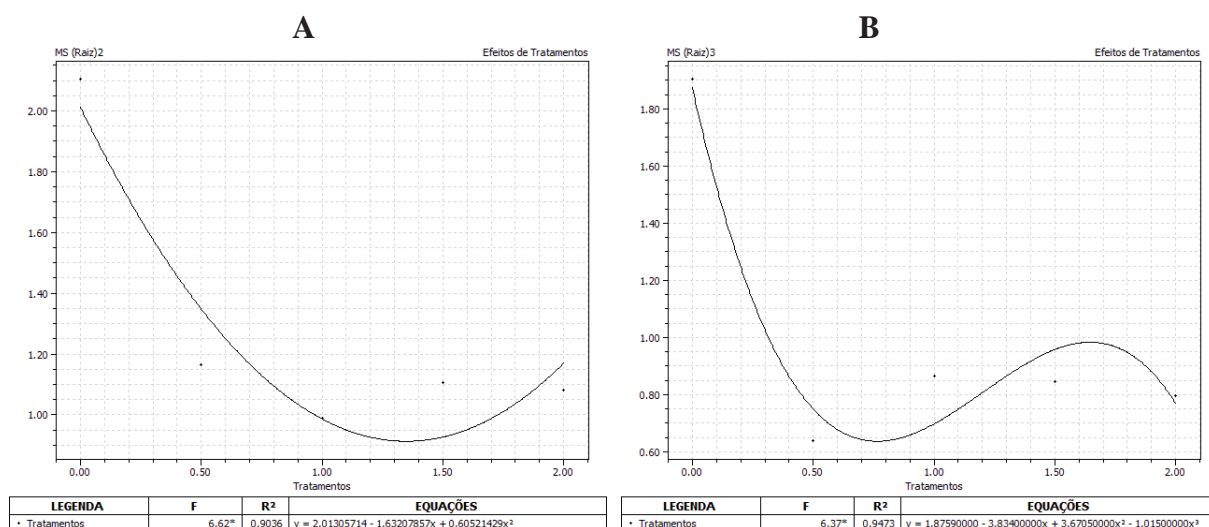 A
MS (Raiz)2 Efeitos de Tratamentos
2.00
1.80
1.60
1.40
1.20
1.00
0.00 0.50 1.00 1.50 2.00
Tratamentos
LEGENDA F R² EQUAÇÕES
· Tratamentos 6.62* 0.9036 y = 2.01305714 - 1.63207857x + 0.60521429x²
B
MS (Raiz)3 Efeitos de Tratamentos
1.80
1.60
1.40
1.20
1.00
0.80
0.60
0.00 0.50 1.00 1.50 2.00
Tratamentos
LEGENDA F R² EQUAÇÕES
· Tratamentos 6.37* 0.9473 y = 1.87590000 - 3.83400000x + 3.67050000x² - 1.01500000x³